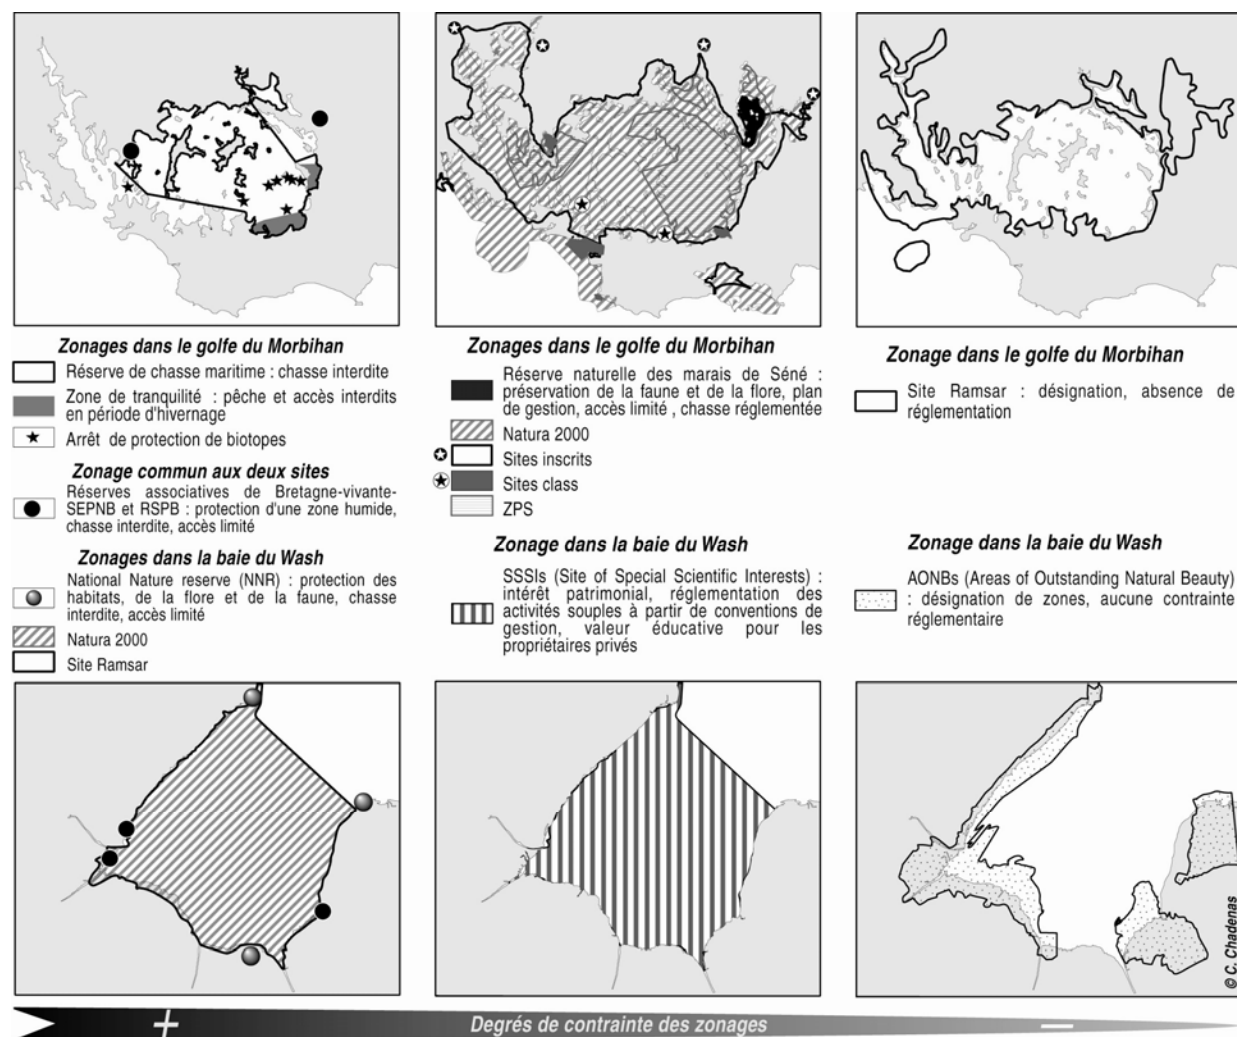 Zonages dans le golfe du Morbihan
Réserve de chasse maritime : chasse interdite
Zone de tranquilité : pêche et accès interdits
en période d'hivernage
Arrêt de protection de biotopes
Zonage commun aux deux sites
Réserves associatives de Bretagne-vivante-
SEPNB et RSPB : protection d'une zone humide,
chasse interdite, accès limité
Zonages dans la baie du Wash
National Nature reserve (NNR) : protection des
habitats, de la flore et de la faune, chasse
interdite, accès limité
Natura 2000
Site Ramsar
Zonages dans le golfe du Morbihan
Réserve naturelle des marais de Séné :
préservation de la faune et de la flore, plan
de gestion, accès limité , chasse réglementée
Natura 2000
Sites inscrits
Sites class
ZPS
Zonage dans la baie du Wash
SSSIs (Site of Special Scientific Interests) :
intérêt patrimonial, réglementation des
activités souples à partir de conventions de
gestion, valeur éducative pour les
propriétaires privés
Zonage dans le golfe du Morbihan
Site Ramsar : désignation, absence de
réglementation
Zonage dans la baie du Wash
AONBs (Areas of Outstanding Natural Beauty)
: désignation de zones, aucune contrainte
réglementaire
© C. Chadenas
+ Degrés de contrainte des zonages −